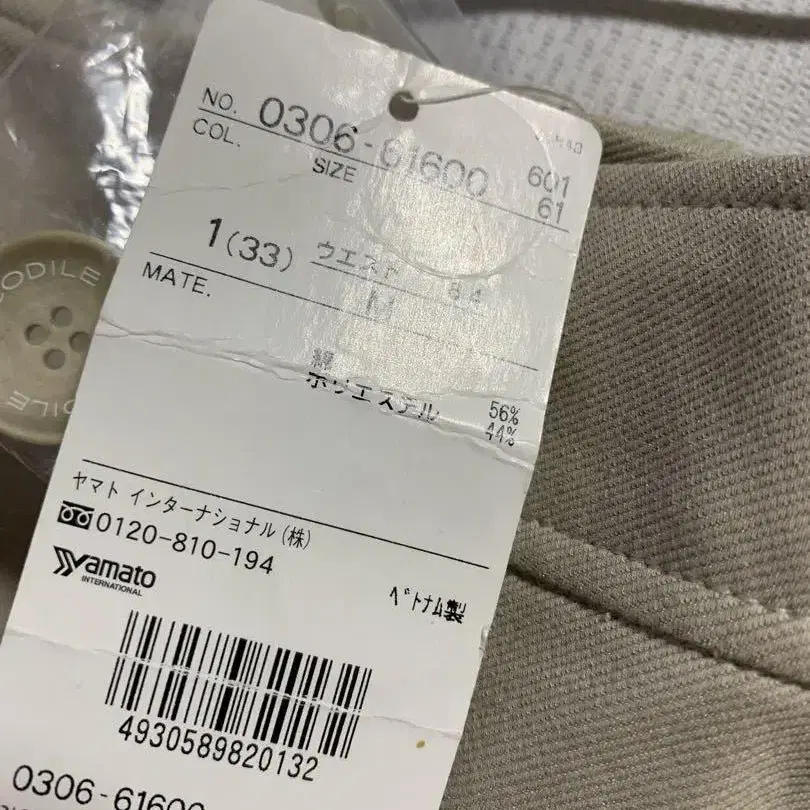 NO. 0306-61600 601
COL. SIZE 61
1(33) ウエスト 84
M
MATE.
綿 56%
ポリエステル 44%
ヤマト インターナショナル(株)
0120-810-194
Yamato
INTERNATIONAL
ベトナム製
4930589820132
0306-61600
CODILE